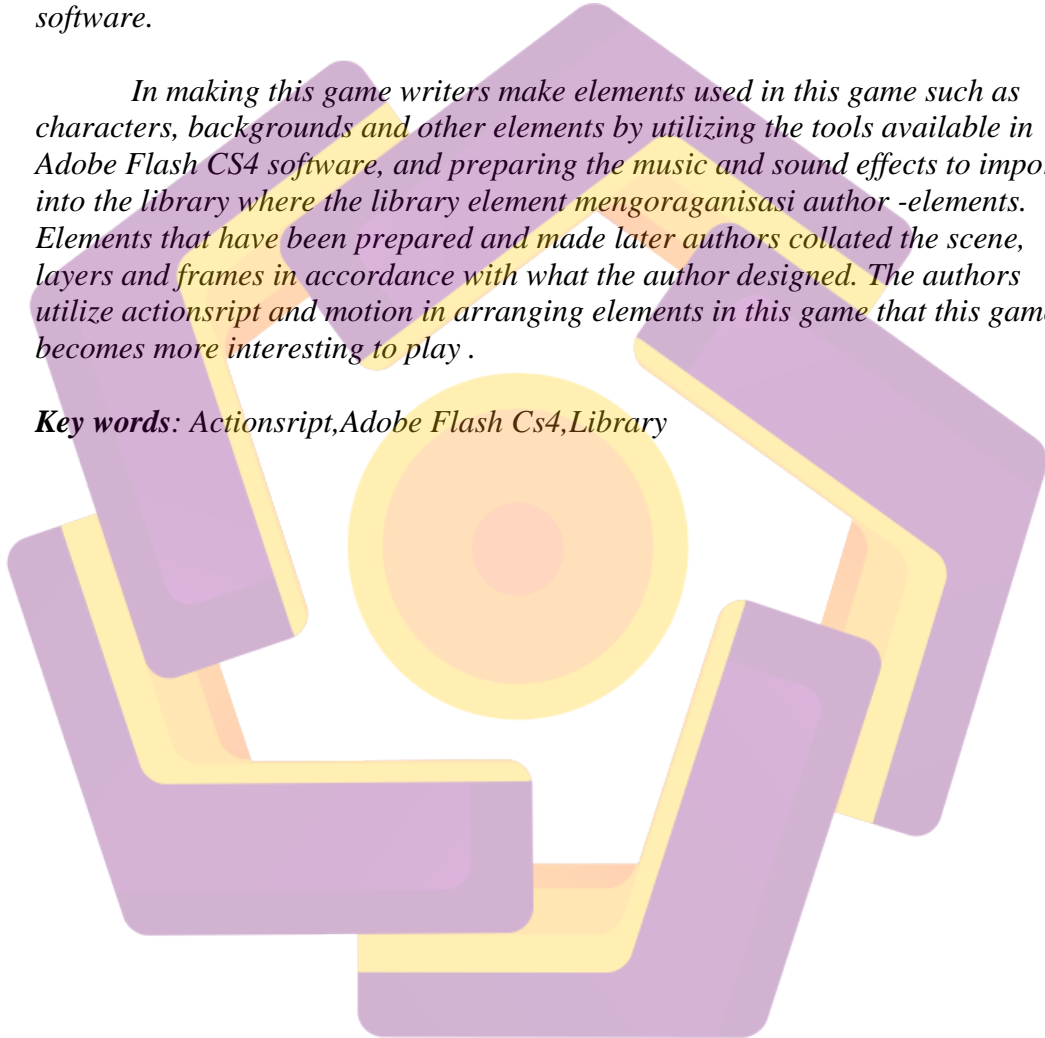 software.
In making this game writers make elements used in this game such as
characters, backgrounds and other elements by utilizing the tools available in
Adobe Flash CS4 software, and preparing the music and sound effects to impo
into the library where the library element mengoraganisasi author -elements.
Elements that have been prepared and made later authors collated the scene,
layers and frames in accordance with what the author designed. The authors
utilize actionsript and motion in arranging elements in this game that this gam
becomes more interesting to play .
Key words: Actionsript,Adobe Flash Cs4,Library